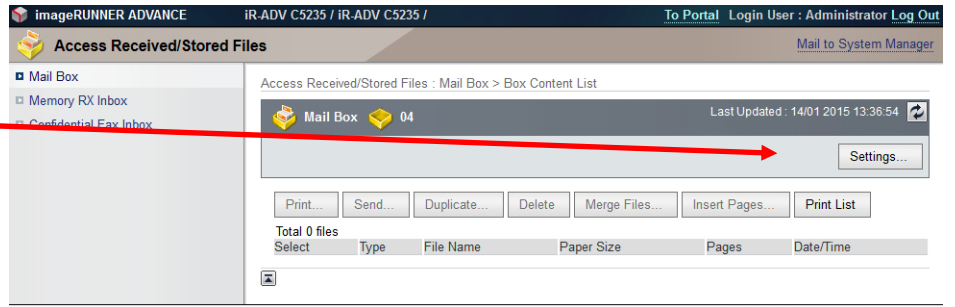 imageRUNNER ADVANCE iR-ADV C5235 / iR-ADV C5235 / To Portal Login User : Administrator Log Out
Access Received/Stored Files Mail to System Manager
Mail Box
Memory RX Inbox
Confidential Fax Inbox
Access Received/Stored Files : Mail Box > Box Content List
Mail Box 04 Last Updated : 14/01 2015 13:36:54
Settings...
Print... Send... Duplicate... Delete Merge Files... Insert Pages... Print List
Total 0 files
Select Type File Name Paper Size Pages Date/Time